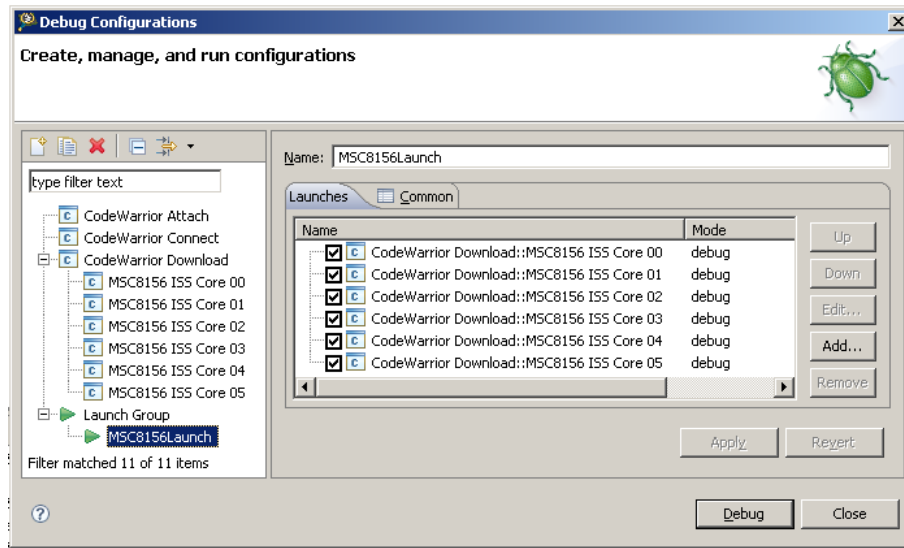 Debug Configurations
Create, manage, and run configurations
Name: MSC8156Launch
type filter text
Launches Common
CodeWarrior Attach
CodeWarrior Connect
CodeWarrior Download
MSC8156 ISS Core 00
MSC8156 ISS Core 01
MSC8156 ISS Core 02
MSC8156 ISS Core 03
MSC8156 ISS Core 04
MSC8156 ISS Core 05
Launch Group
MSC8156Launch
Filter matched 11 of 11 items
Name Mode
CodeWarrior Download::MSC8156 ISS Core 00 debug
CodeWarrior Download::MSC8156 ISS Core 01 debug
CodeWarrior Download::MSC8156 ISS Core 02 debug
CodeWarrior Download::MSC8156 ISS Core 03 debug
CodeWarrior Download::MSC8156 ISS Core 04 debug
CodeWarrior Download::MSC8156 ISS Core 05 debug
Up
Down
Edit...
Add...
Remove
Apply Revert
Debug Close